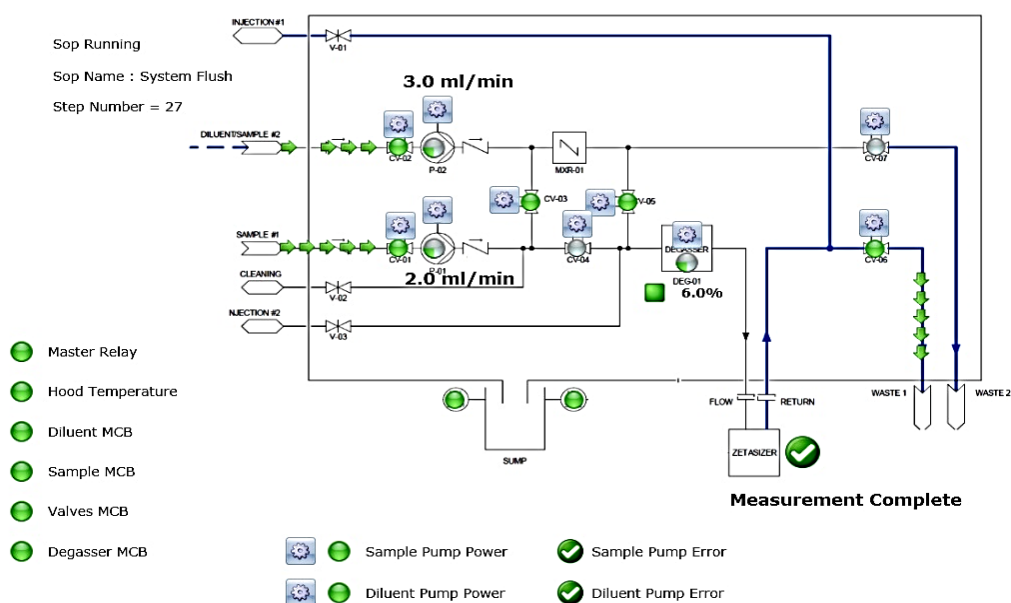 INJECTION #1
V-01
Sop Running
Sop Name : System Flush
Step Number = 27
3.0 ml/min
DILUENT/SAMPLE #2
CV-02
P-02
MXR-01
CV-07
CV-03
V-05
SAMPLE #1
CV-01
P-01
CV-04
DEGASSER
CV-06
2.0 ml/min
DEG-01
6.0%
CLEANING
V-02
NJECTION #2
V-03
Master Relay
Hood Temperature
Diluent MCB
Sample MCB
Valves MCB
Degasser MCB
SUMP
FLOW
RETURN
WASTE 1
WASTE 2
ZETASIZER
Measurement Complete
Sample Pump Power
Sample Pump Error
Diluent Pump Power
Diluent Pump Error